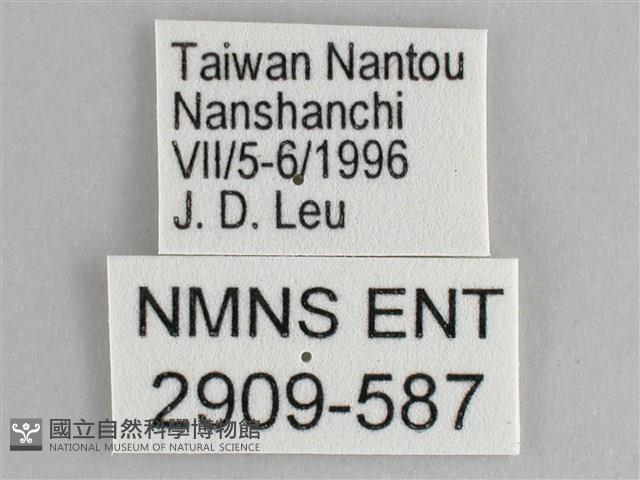 Taiwan Nantou
Nanshanchi
VII/5-6/1996
J. D. Leu
NMNS ENT
2909-587
國立自然科學博物館
NATIONAL MUSEUM OF NATURAL SCIENCE